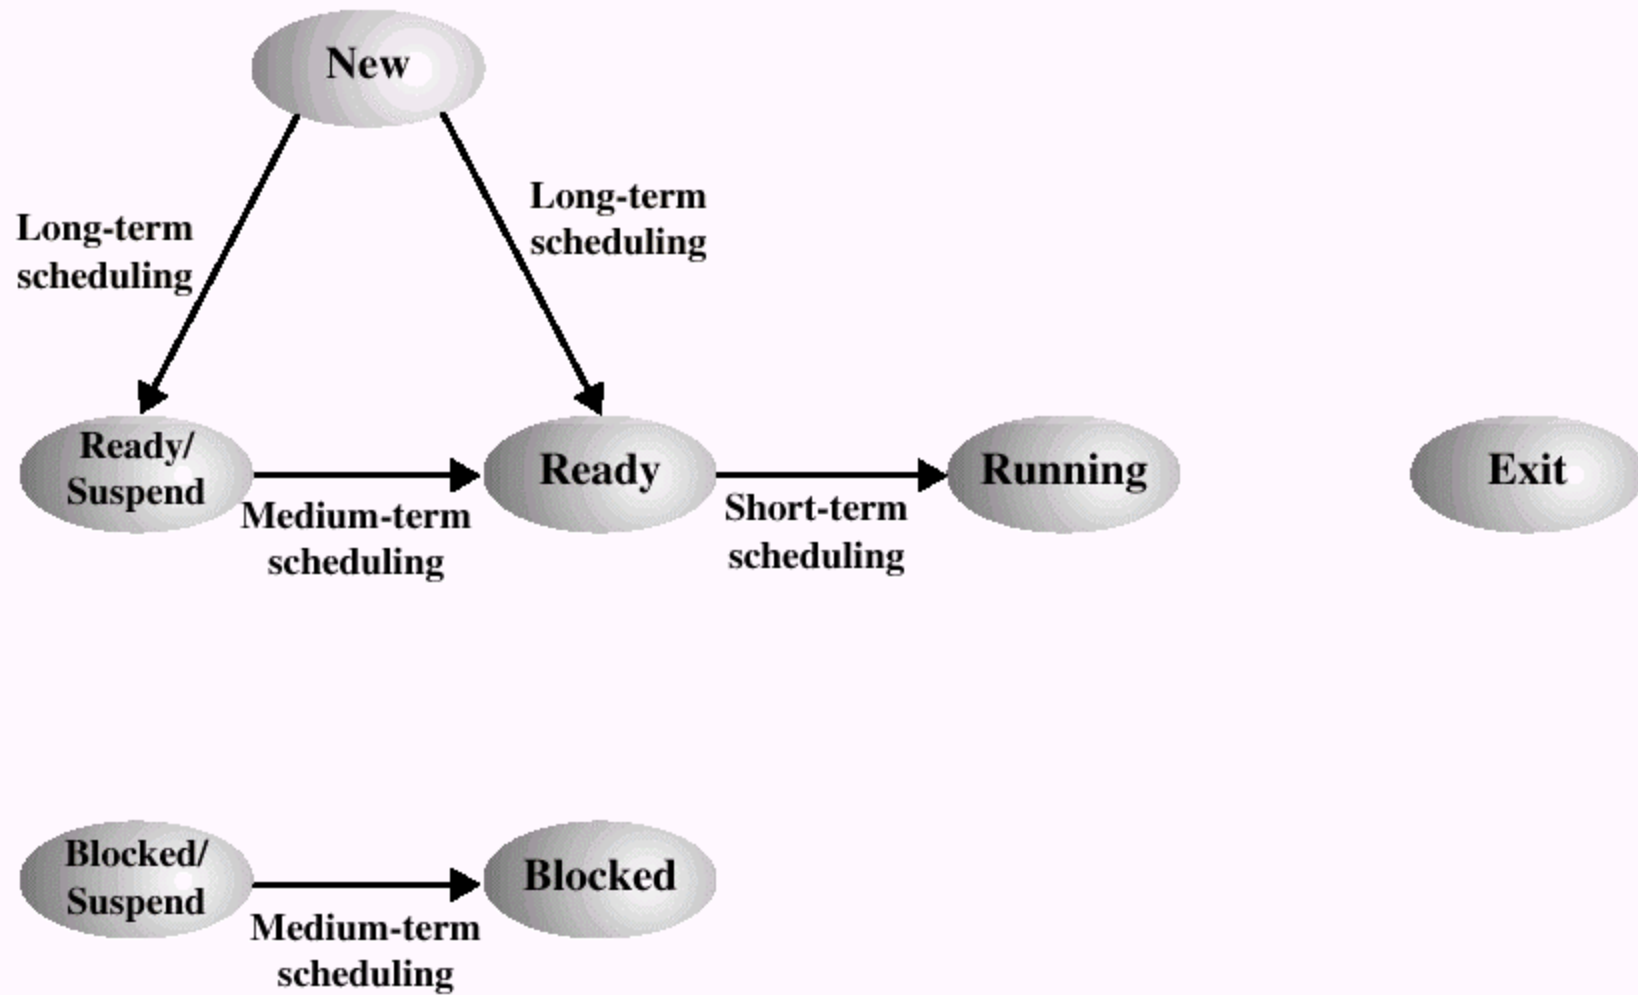 New
Long-term
scheduling
Long-term
scheduling
Ready/
Suspend
Medium-term
scheduling
Ready
Short-term
scheduling
Running
Exit
Blocked/
Suspend
Medium-term
scheduling
Blocked